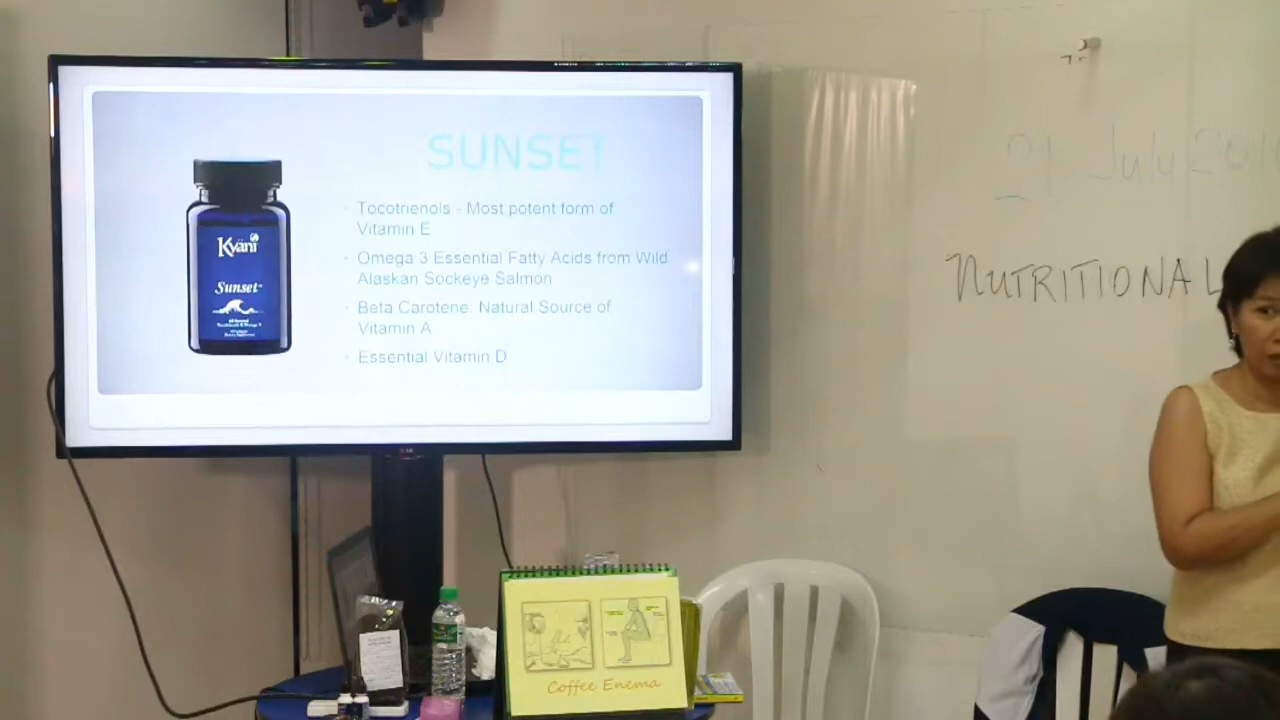 SUNSET
Tocotrienols - Most potent form of
Vitamin E
Omega 3 Essential Fatty Acids from Wild
Alaskan Sockeye Salmon
Beta Carotene: Natural Source of
Vitamin A
Essential Vitamin D
Kyäni
Sunset
July
NUTRITIONAL
Coffee Enema